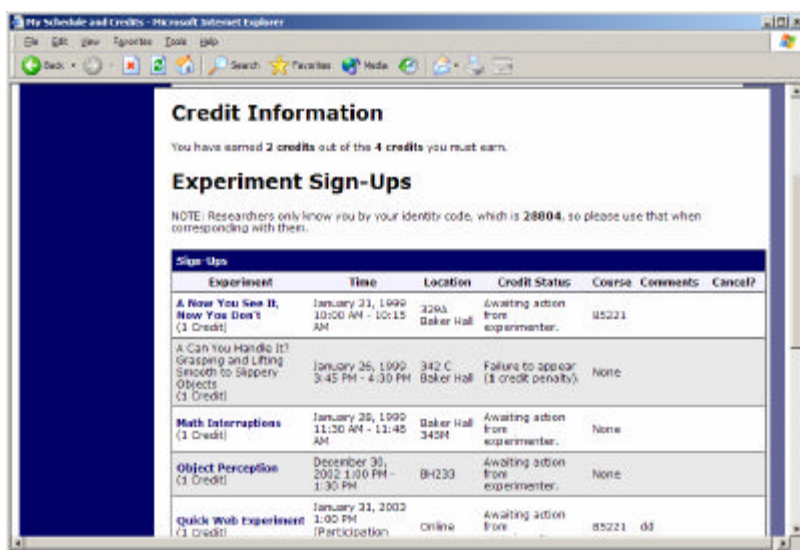 My Schedule and Credits - Microsoft Internet Explorer
File Edit View Favorites Tools Help
Back Search Favorites Media
Credit Information
You have earned 2 credits out of the 4 credits you must earn.
Experiment Sign-Ups
NOTE: Researchers only know you by your identity code, which is 28804, so please use that when
corresponding with them.
Sign-Ups
Experiment Time Location Credit Status Course Comments Cancel?
A Now You See It,
Now You Don't
(1 Credit)
January 21, 1999
10:00 AM - 10:15
AM
329A
Baker Hall
Awaiting action
from
experimenter.
85221
A Can You Handle It?
Grasping and Lifting
Smooth to Slippery
Objects
(1 Credit)
January 26, 1999
3:45 PM - 4:30 PM
342 C
Baker Hall
Failure to appear
(1 credit penalty).
None
Math Interruptions
(1 Credit)
January 1999
11:30 AM - 11:45
AM
Baker Hall
345M
Awaiting action
from
experimenter.
None
Object Perception
(1 Credit)
December 30,
2002 1:00 PM -
1:30 PM
BH233
Awaiting action
from
experimenter.
None
Quick Web Experiment
(1 Credit)
January 31, 2003
1:00 PM
(Participation
Online
Awaiting action
from
85221
dd